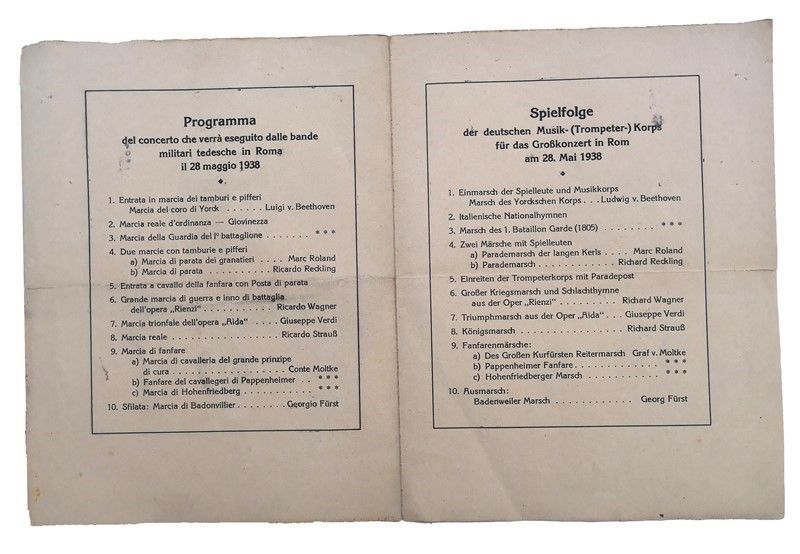 Programma
del concerto che verrà eseguito dalle bande
militari tedesche in Roma
il 28 maggio 1938
1. Entrata in marcia dei tamburi e pifferi
Marcia del coro di Yorck . . . . . . Luigi v. Beethoven
2. Marcia reale d'ordinanza — Giovinezza
3. Marcia della Guardia del Iº battaglione . . . . . . . * * *
4. Due marcie con tamburie e pifferi
a) Marcia di parata dei granatieri . . . . Marc Roland
b) Marcia di parata . . . . . . . . . Ricardo Reckling
5. Entrata a cavallo della fanfara con Posta di parata
6. Grande marcia di guerra e inno di battaglia
dell'opera „Rienzi" . . . . . . . . . . Ricardo Wagner
7. Marcia trionfale dell'opera „Aïda" . . . . Giuseppe Verdi
8. Marcia reale . . . . . . . . . . . . . . Ricardo Strauß
9. Marcia di fanfare
a) Marcia di cavalleria del grande prinzipe
di cura . . . . . . . . . . . . . . . . . Conte Moltke
b) Fanfare del cavallegeri di Pappenheimer . . * * *
c) Marcia di Hohenfriedberg . . . . . . . . . . * * *
10. Sfilata: Marcia di Badonvillier . . . . . . . . Georgio Fürst
Spielfolge
der deutschen Musik- (Trompeter-) Korps
für das Großkonzert in Rom
am 28. Mai 1938
1. Einmarsch der Spielleute und Musikkorps
Marsch des Yorckschen Korps . . . Ludwig v. Beethoven
2. Italienische Nationalhymnen
3. Marsch des 1. Bataillon Garde (1805) . . . . . . . . * * *
4. Zwei Märsche mit Spielleuten
a) Parademarsch der langen Kerls . . . . Marc Roland
b) Parademarsch . . . . . . . . . . . . Richard Reckling
5. Einreiten der Trompeterkorps mit Paradepost
6. Großer Kriegsmarsch und Schlachthymne
aus der Oper „Rienzi" . . . . . . . . . Richard Wagner
7. Triumphmarsch aus der Oper „Aïda" . . . Giuseppe Verdi
8. Königsmarsch . . . . . . . . . . . . . . Richard Strauß
9. Fanfarenmärsche:
a) Des Großen Kurfürsten Reitermarsch Graf v. Moltke
b) Pappenheimer Fanfare . . . . . . . . . . . . * * *
c) Hohenfriedberger Marsch . . . . . . . . . . * * *
10. Ausmarsch:
Badenweiler Marsch . . . . . . . . . . . . Georg Fürst